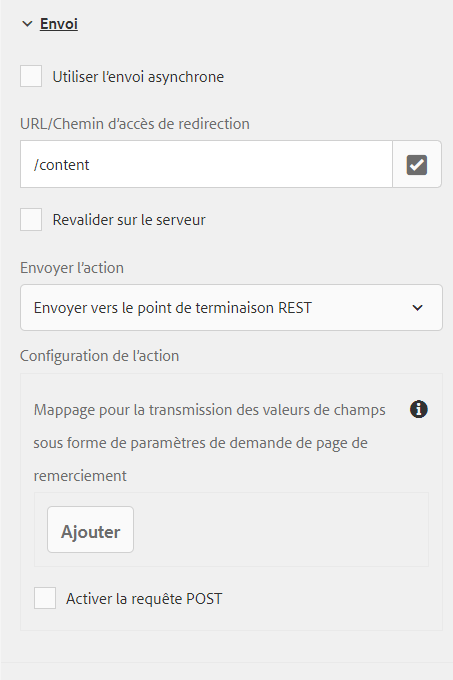 Envoi
Utiliser l'envoi asynchrone
URL/Chemin d'accès de redirection
/content
Revalider sur le serveur
Envoyer l'action
Envoyer vers le point de terminaison REST
Configuration de l'action
Mappage pour la transmission des valeurs de champs
sous forme de paramètres de demande de page de
remerciement
Ajouter
Activer la requête POST